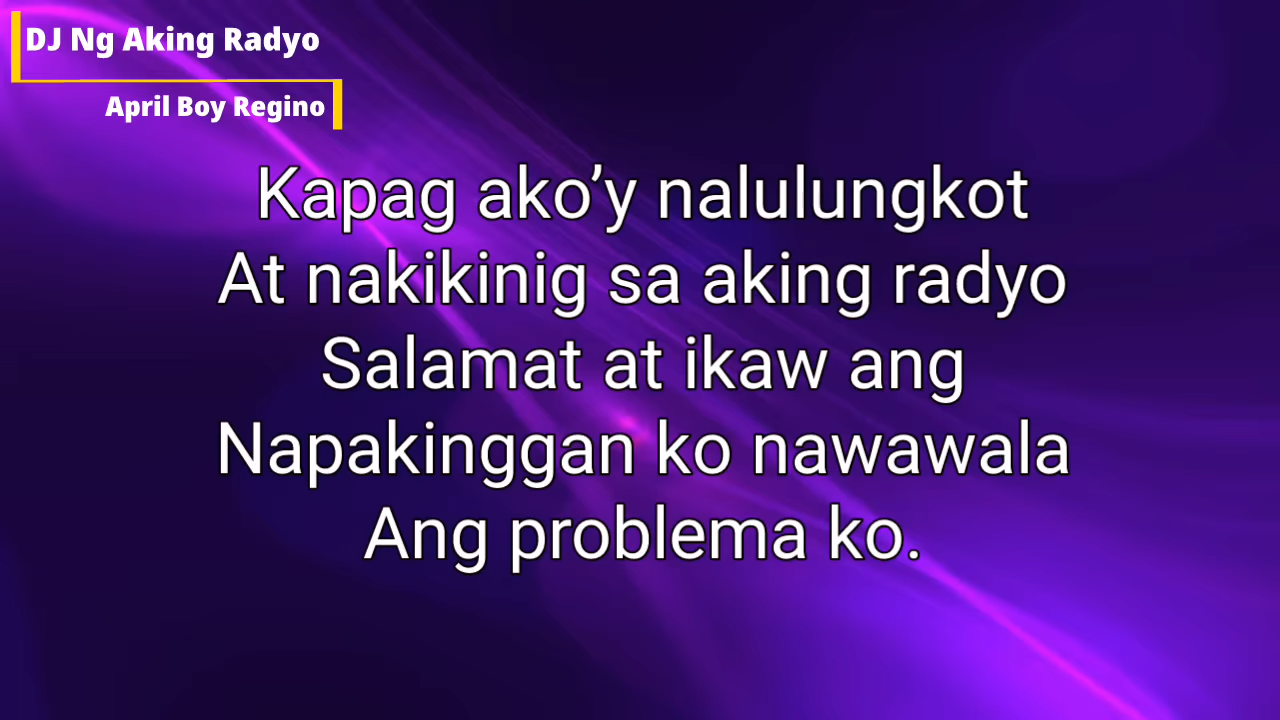 DJ Ng Aking Radyo
April Boy Regino
Kapag ako’y nalulungkot
At nakikinig sa aking radyo
Salamat at ikaw ang
Napakinggan ko nawawala
Ang problema ko.